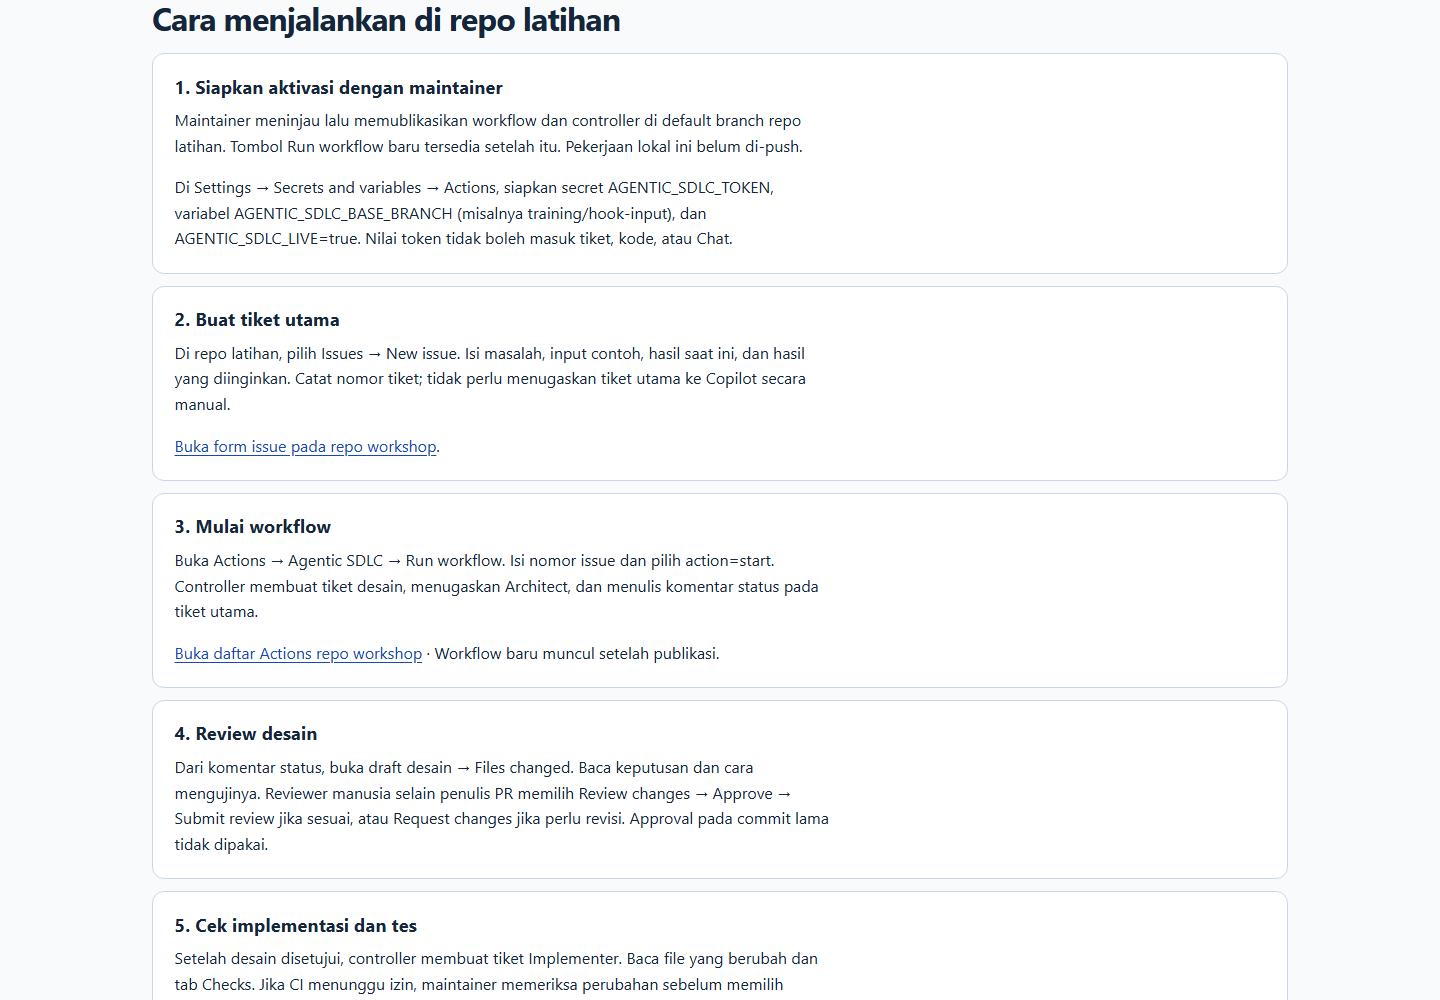 Cara menjalankan di repo latihan
1. Siapkan aktivasi dengan maintainer
Maintainer meninjau lalu memublikasikan workflow dan controller di default branch repo
latihan. Tombol Run workflow baru tersedia setelah itu. Pekerjaan lokal ini belum di-push.
Di Settings → Secrets and variables → Actions, siapkan secret AGENTIC_SDLC_TOKEN,
variabel AGENTIC_SDLC_BASE_BRANCH (misalnya training/hook-input), dan
AGENTIC_SDLC_LIVE=true. Nilai token tidak boleh masuk tiket, kode, atau Chat.
2. Buat tiket utama
Di repo latihan, pilih Issues → New issue. Isi masalah, input contoh, hasil saat ini, dan hasil
yang diinginkan. Catat nomor tiket; tidak perlu menugaskan tiket utama ke Copilot secara
manual.
Buka form issue pada repo workshop.
3. Mulai workflow
Buka Actions → Agentic SDLC → Run workflow. Isi nomor issue dan pilih action=start.
Controller membuat tiket desain, menugaskan Architect, dan menulis komentar status pada
tiket utama.
Buka daftar Actions repo workshop · Workflow baru muncul setelah publikasi.
4. Review desain
Dari komentar status, buka draft desain → Files changed. Baca keputusan dan cara
mengujinya. Reviewer manusia selain penulis PR memilih Review changes → Approve →
Submit review jika sesuai, atau Request changes jika perlu revisi. Approval pada commit lama
tidak dipakai.
5. Cek implementasi dan tes
Setelah desain disetujui, controller membuat tiket Implementer. Baca file yang berubah dan
tab Checks. Jika CI menunggu izin, maintainer memeriksa perubahan sebelum memilih